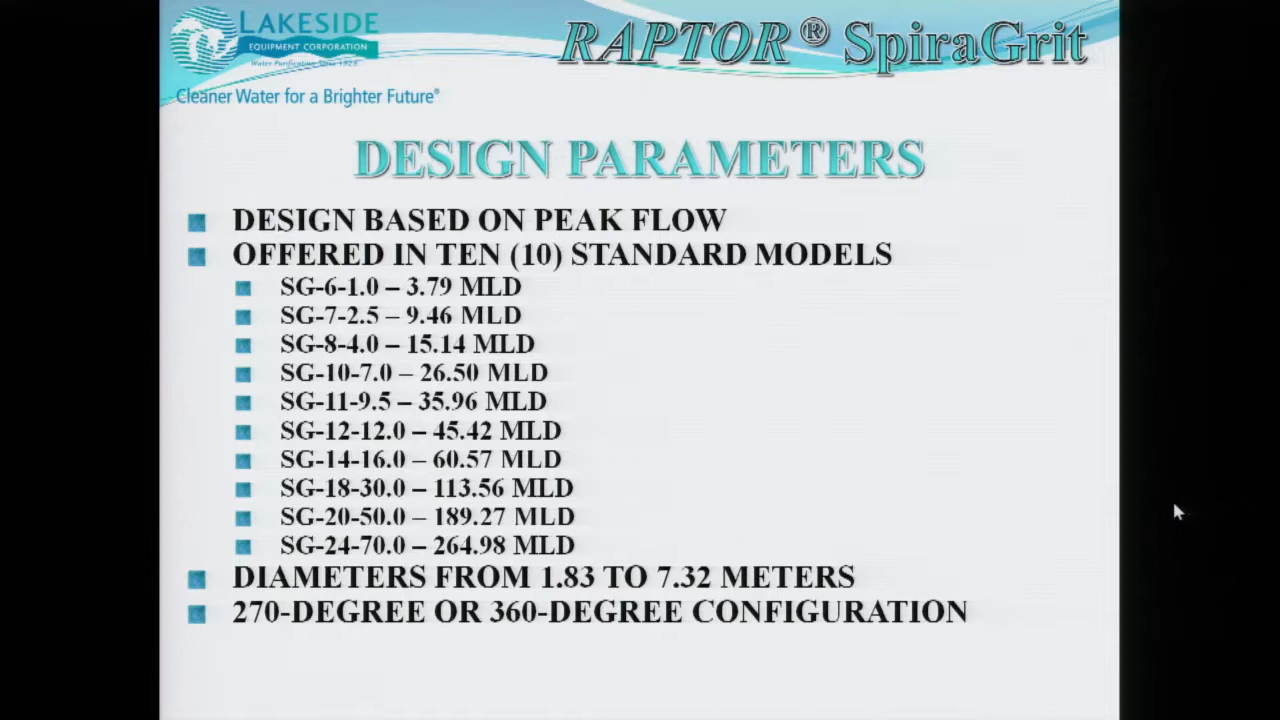 LAKESIDE
EQUIPMENT CORPORATION
Water Purification Since 1928
Cleaner Water for a Brighter Future®
RAPTOR® SpiraGrit
DESIGN PARAMETERS
DESIGN BASED ON PEAK FLOW
OFFERED IN TEN (10) STANDARD MODELS
SG-6-1.0 – 3.79 MLD
SG-7-2.5 – 9.46 MLD
SG-8-4.0 – 15.14 MLD
SG-10-7.0 – 26.50 MLD
SG-11-9.5 – 35.96 MLD
SG-12-12.0 – 45.42 MLD
SG-14-16.0 – 60.57 MLD
SG-18-30.0 – 113.56 MLD
SG-20-50.0 – 189.27 MLD
SG-24-70.0 – 264.98 MLD
DIAMETERS FROM 1.83 TO 7.32 METERS
270-DEGREE OR 360-DEGREE CONFIGURATION